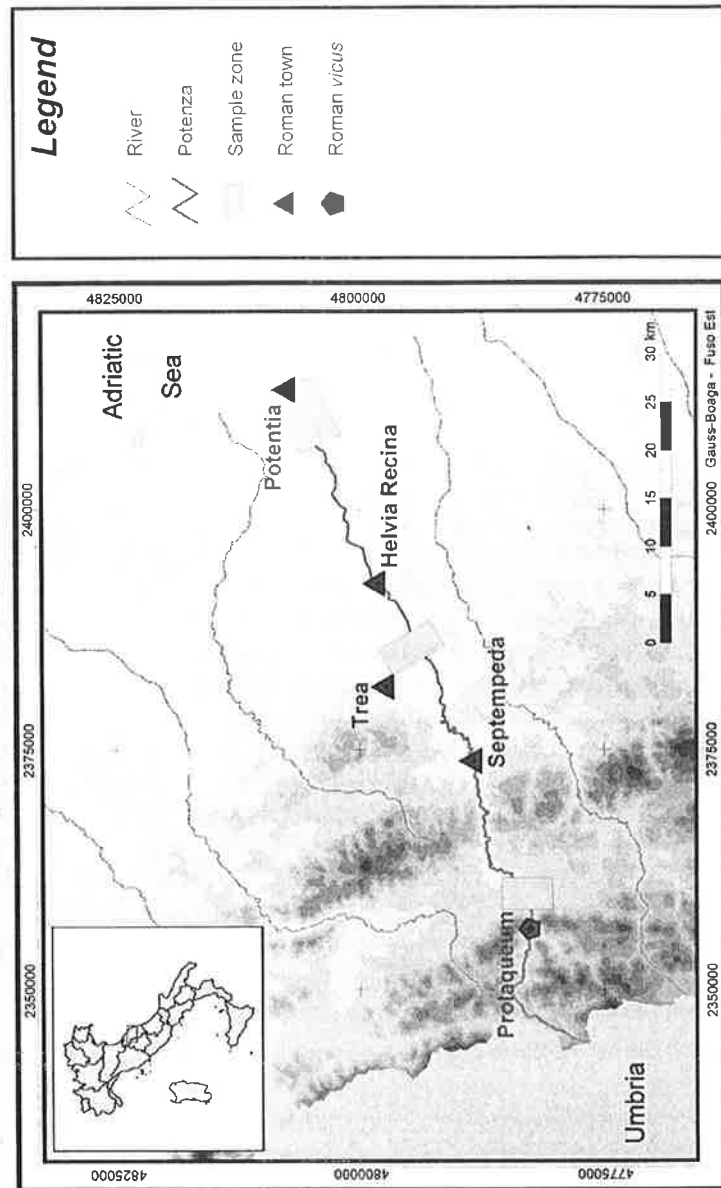 Legend
River
Potenza
Sample zone
Roman town
Roman vicus
2350000
2375000
2400000
4825000
4825000
Adriatic
Sea
Potentia
4800000
4800000
Helvia Recina
Trea
Septempeda
Prolaqueum
Umbria
4775000
4775000
0 5 10 15 20 25 30 km
2350000
2375000
2400000
Gauss-Boaga - Fuso Est